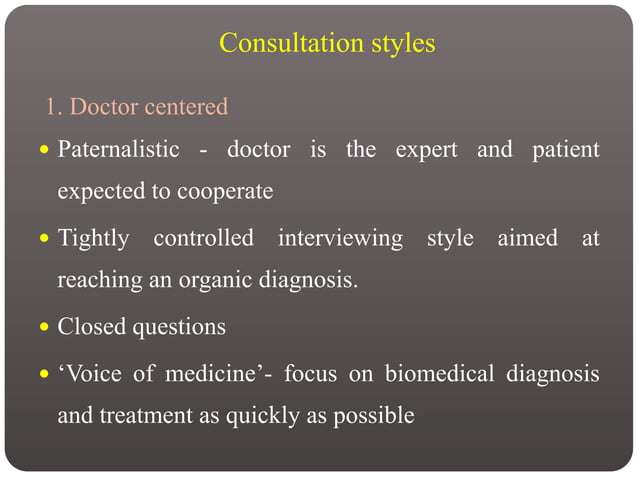 Consultation styles
1. Doctor centered
• Paternalistic - doctor is the expert and patient
expected to cooperate
• Tightly controlled interviewing style aimed at
reaching an organic diagnosis.
• Closed questions
• ‘Voice of medicine’- focus on biomedical diagnosis
and treatment as quickly as possible